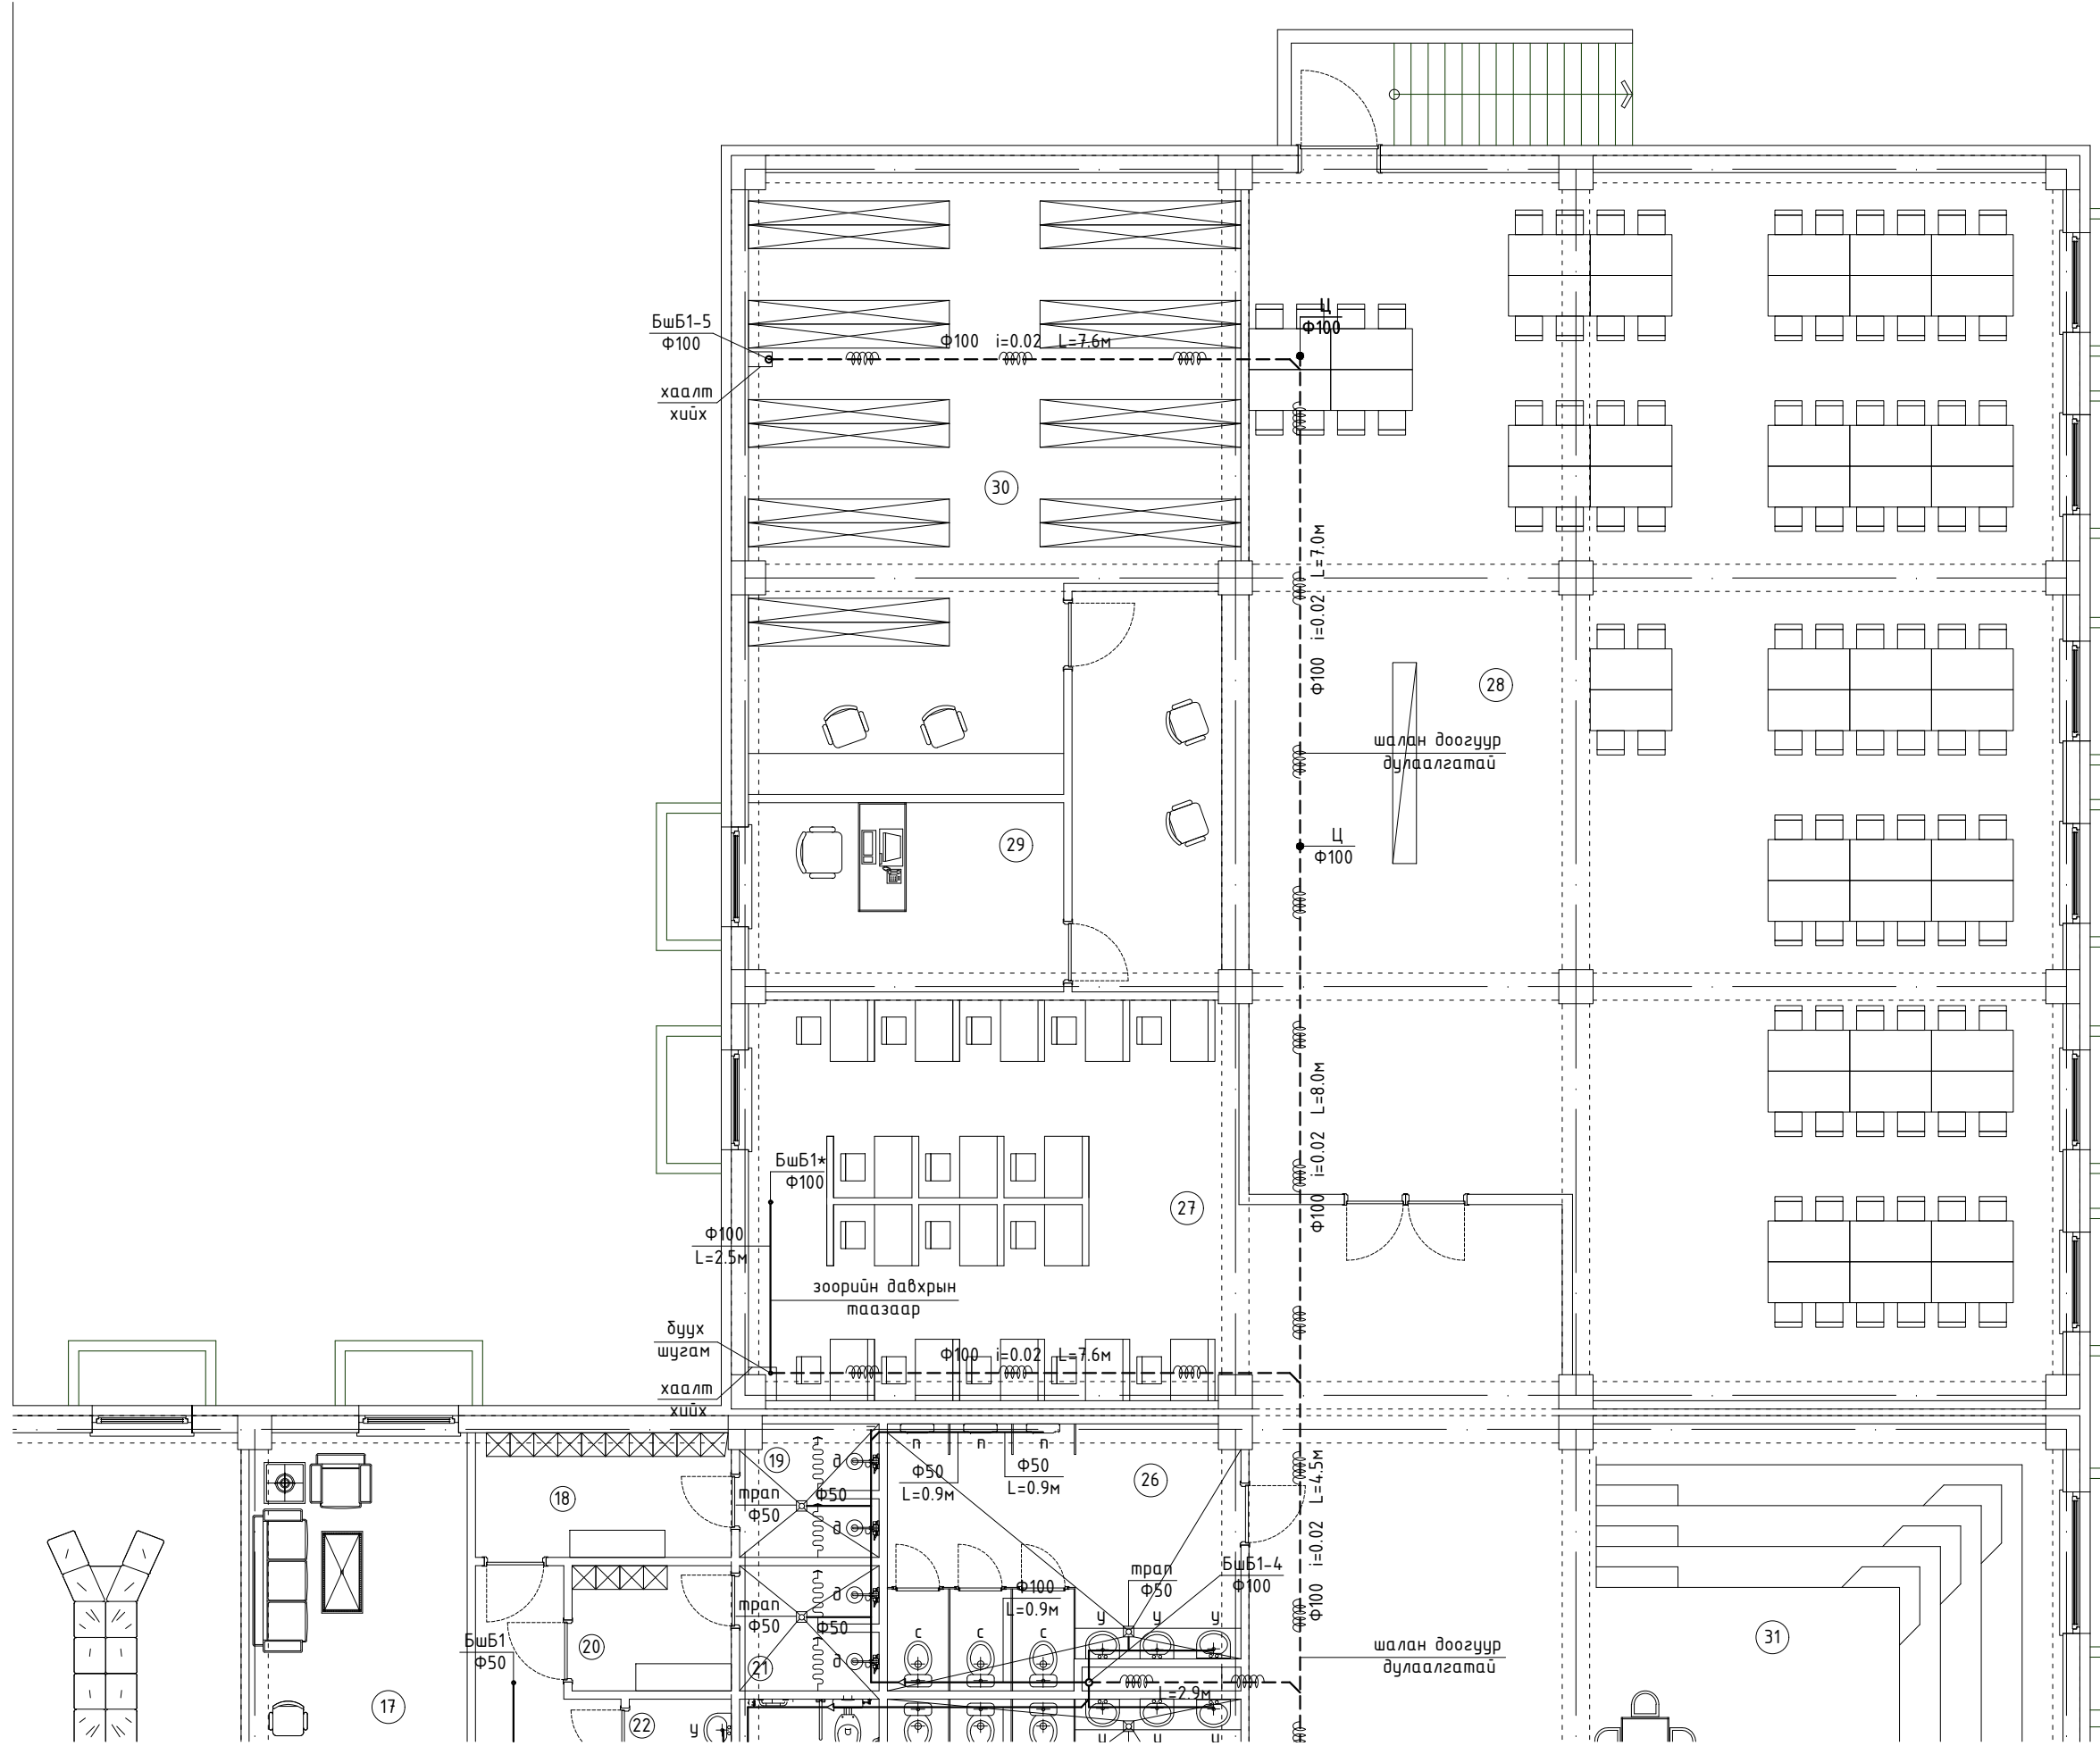 Ц
Ф100
БшБ1-5
Ф100
Ф100 i=0.02 L=7.6м
хаалт
хийх
30
Ф100 i=0.02 L=7.0м
28
шалан доогуур
дулаалгатай
29
Ц
Ф100
Ф100 i=0.02 L=8.0м
БшБ1*
Ф100
27
Ф100
L=2.5м
зоорийн давхрын
таазаар
буух
шугам
Ф100 i=0.02 L=7.6м
хаалт
хийх
19
д
п
п
п
Ф50
L=0.9м
Ф50
L=0.9м
26
Ф100 i=0.02 L=4.5м
18
трап
Ф50
Ф50
д
трап
Ф50
БшБ1-4
Ф100
Ф100
L=0.9м
д
трап
Ф50
Ф50
у
у
у
с
с
с
31
БшБ1
Ф50
20
21
д
шалан доогуур
дулаалгатай
L=2.9м
17
22
у
у
у
у